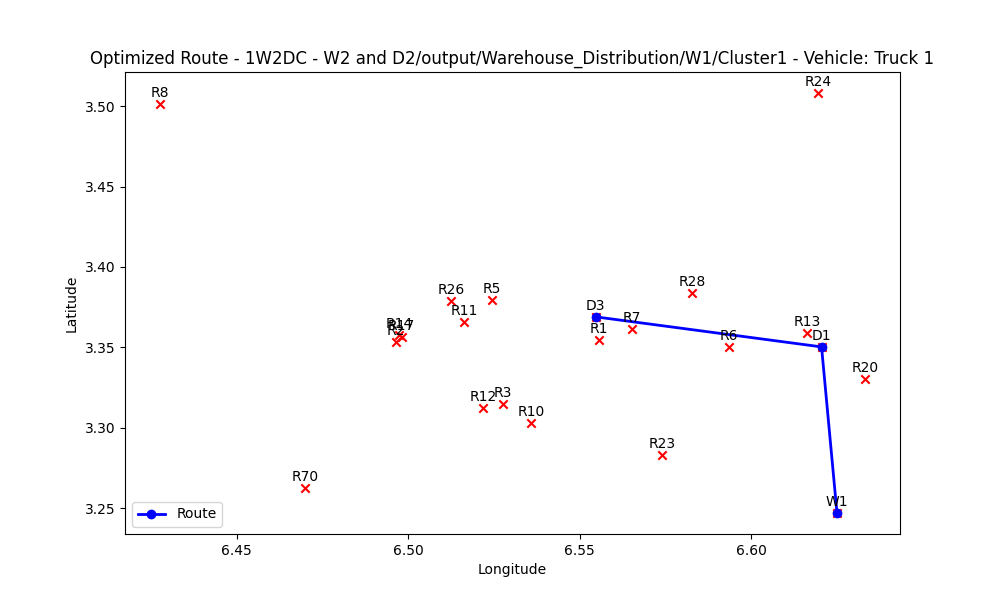 Optimized Route - 1W2DC - W2 and D2/output/Warehouse_Distribution/W1/Cluster1 - Vehicle: Truck 1
R24
R8
3.50
3.45
Latitude
3.40
R28
R26
R5
D3
R11
R7
R13
R14
R17
R1
R6
D1
3.35
R20
R12
R3
R10
3.30
R23
R70
W1
3.25
Route
6.45
6.50
6.55
6.60
Longitude